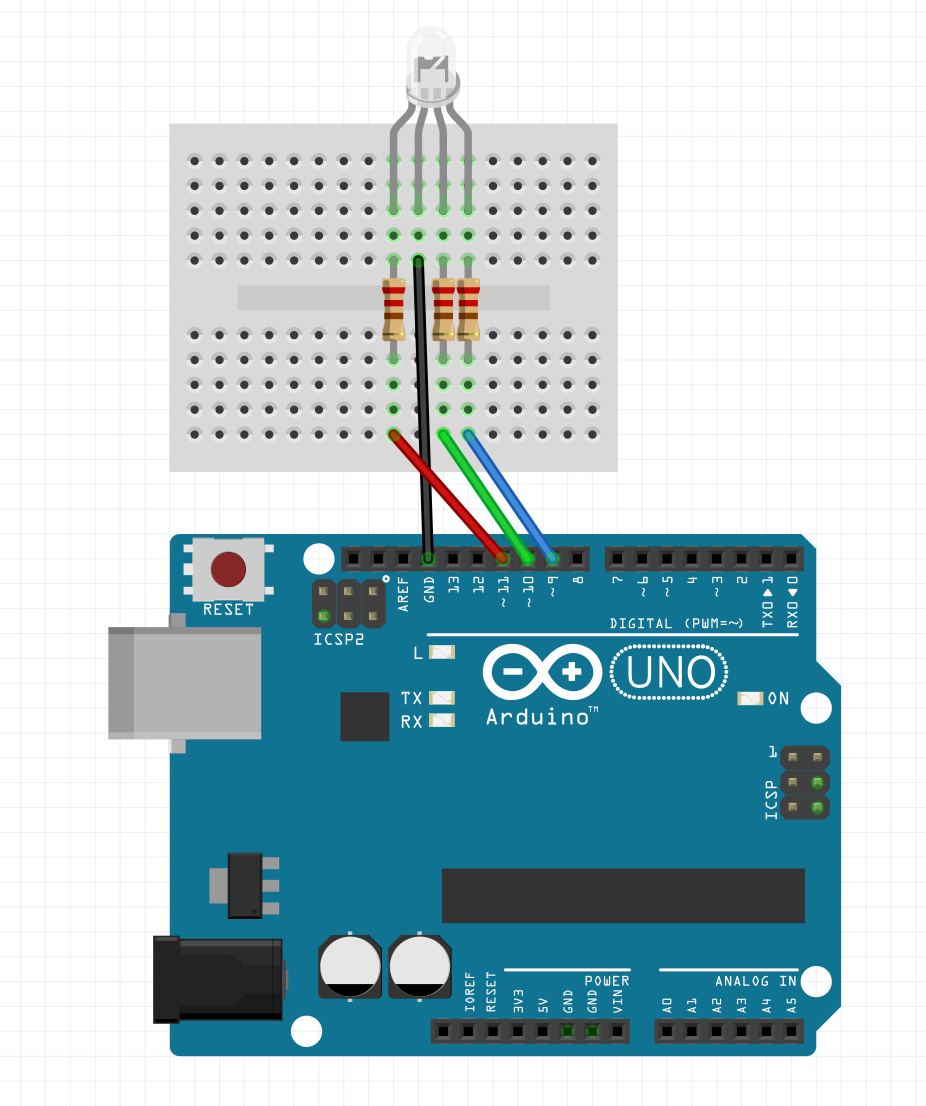 RESET
AREF
GND
13
12
~11
~10
~9
8
7
~6
~5
4
~3
2
TX0▶1
RX0◀0
ICSP2
DIGITAL (PWM=~)
L
TX
RX
UNO
Arduino™
ON
1
ICSP
POWER
ANALOG IN
IOREF
RESET
3V3
5V
GND
GND
VIN
A0
A1
A2
A3
A4
A5